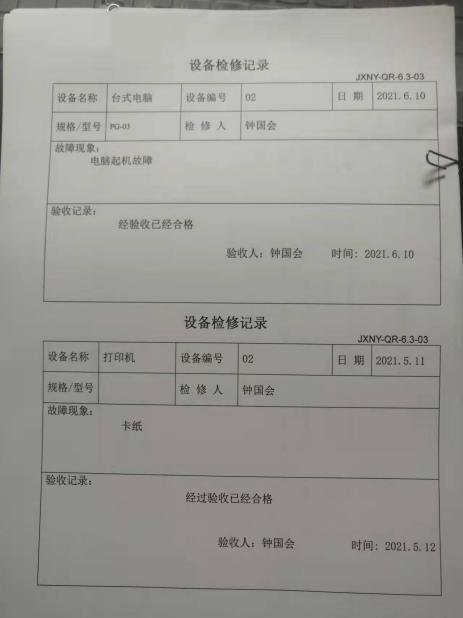 设备检修记录
JXNY-QR-6.3-03
设备名称 台式电脑 设备编号 02 日 期 2021.6.10
规格/型号 PG-03 检 修 人 钟国会
故障现象：
电脑起机故障
验收记录：
经验收已经合格
验收人：钟国会 时间：2021.6.10
设备检修记录
JXNY-QR-6.3-03
设备名称 打印机 设备编号 02 日 期 2021.5.11
规格/型号 检 修 人 钟国会
故障现象：
卡纸
验收记录：
经过验收已经合格
验收人：钟国会 时间：2021.5.12